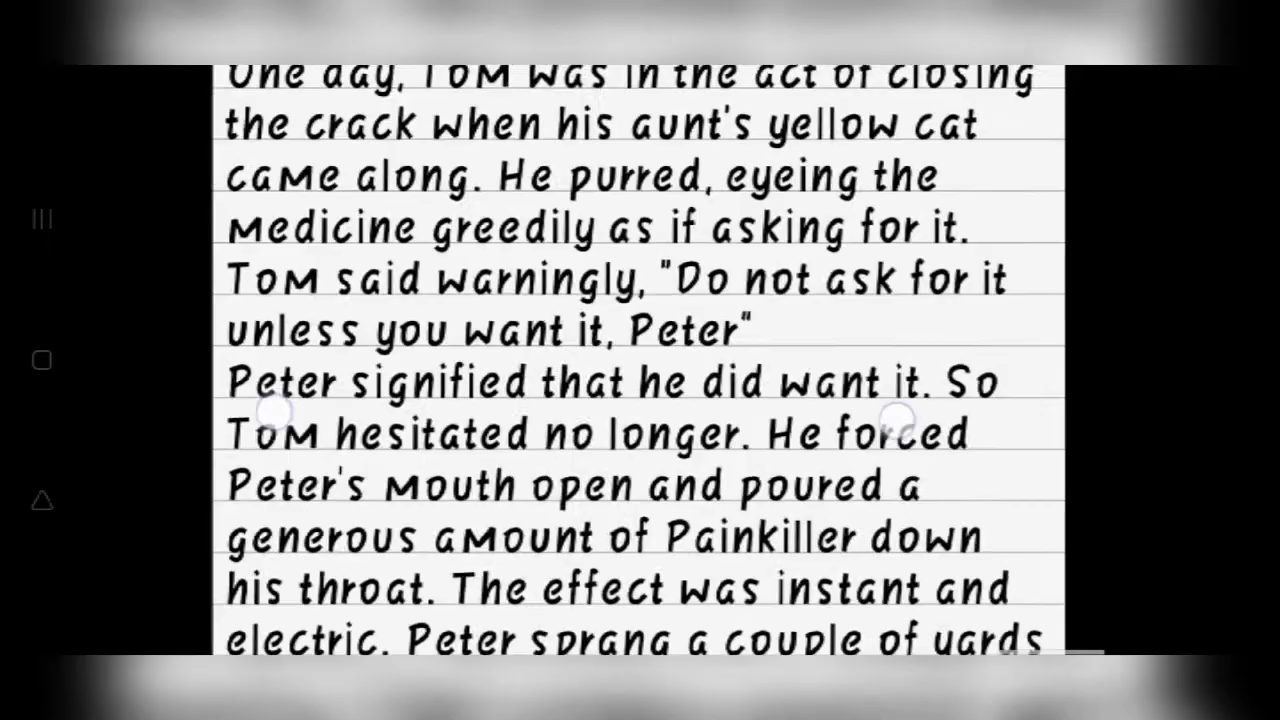 One day, Tom was in the act of closing
the crack when his aunt's yellow cat
came along. He purred, eyeing the
medicine greedily as if asking for it.
Tom said warningly, "Do not ask for it
unless you want it, Peter"
Peter signified that he did want it. So
Tom hesitated no longer. He forced
Peter's mouth open and poured a
generous amount of Painkiller down
his throat. The effect was instant and
electric. Peter sprang a couple of yards